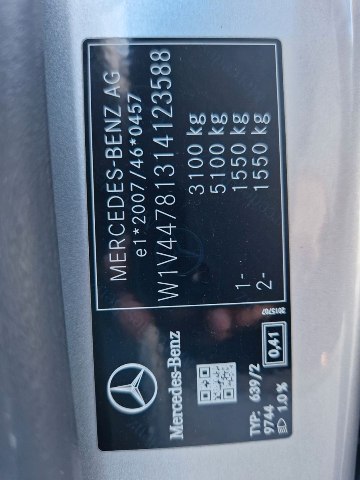 MERCEDES-BENZ AG
e1*2007/46*0457
W1V44781314123588
3100 kg
5100 kg
1- 1550 kg
2- 1550 kg
2015707
Mercedes-Benz
0,41
TYP: 639/2
9744
1.0%